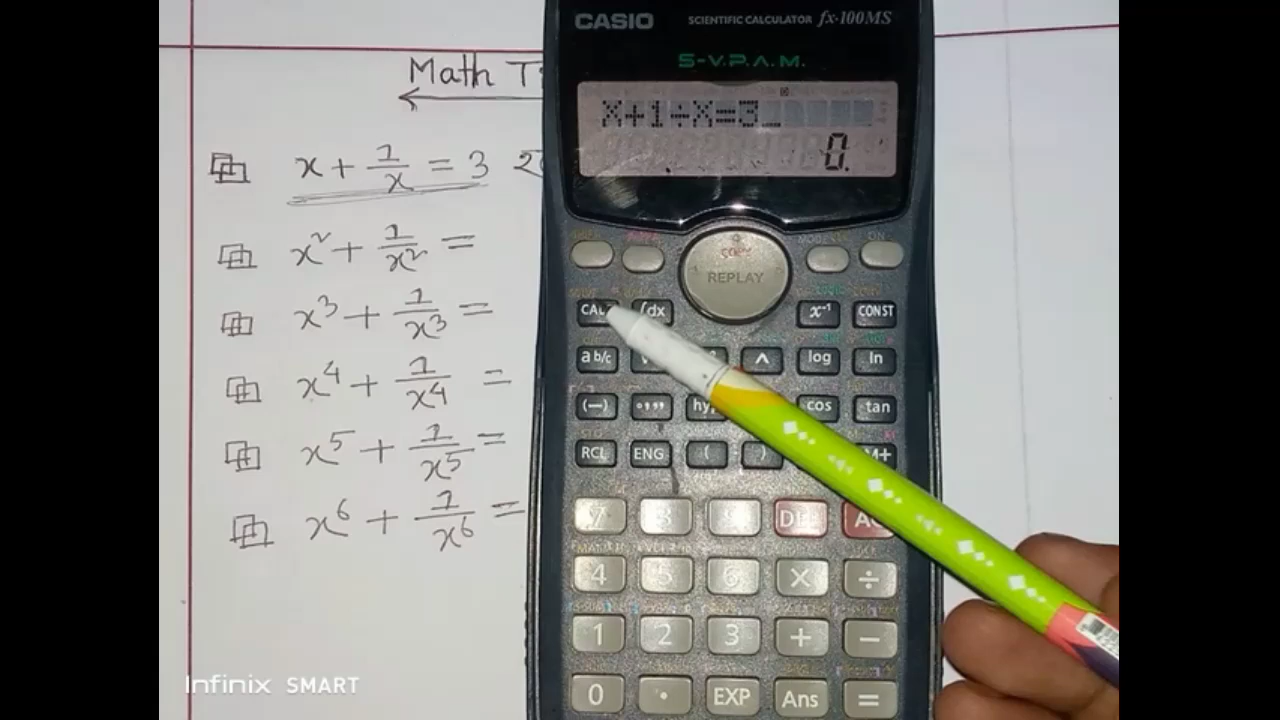 CASIO SCIENTIFIC CALCULATOR fx-100MS
S-V.P.A.M.
X+1÷X=3_
0.
Math
x + 1/x = 3
x² + 1/x² =
x³ + 1/x³ =
x⁴ + 1/x⁴ =
x⁵ + 1/x⁵ =
x⁶ + 1/x⁶ =
COPY
REPLAY
CALC ∫dx x⁻¹ CONST
a b/c ^ log ln
(−) °,,, hyp cos tan
RCL ENG ( ) M+
7 8 9 DEL AC
4 5 6 × ÷
1 2 3 + −
0 . EXP Ans =
Infinix SMART